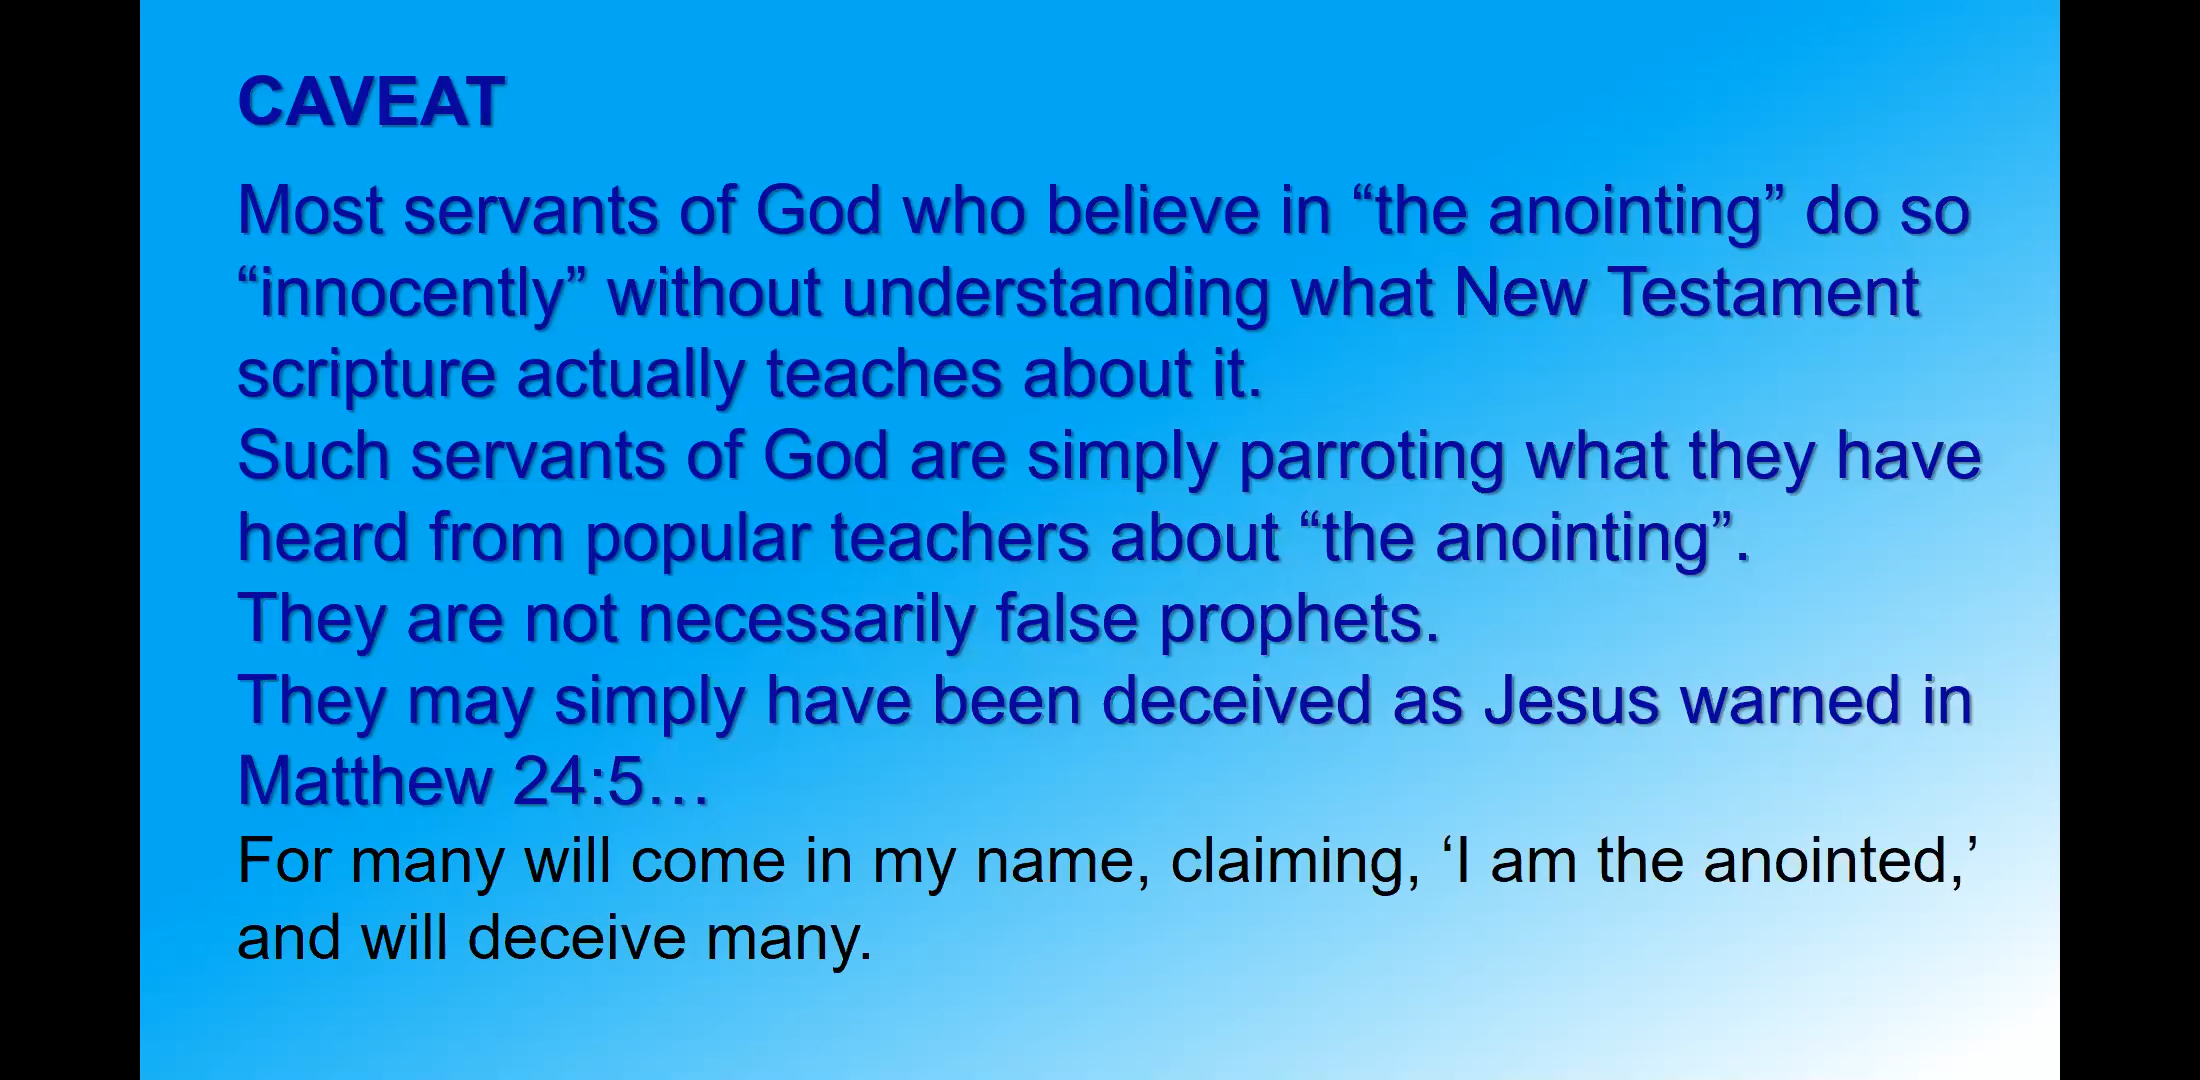 CAVEAT
Most servants of God who believe in “the anointing” do so
“innocently” without understanding what New Testament
scripture actually teaches about it.
Such servants of God are simply parroting what they have
heard from popular teachers about “the anointing”.
They are not necessarily false prophets.
They may simply have been deceived as Jesus warned in
Matthew 24:5…
For many will come in my name, claiming, ‘I am the anointed,’
and will deceive many.